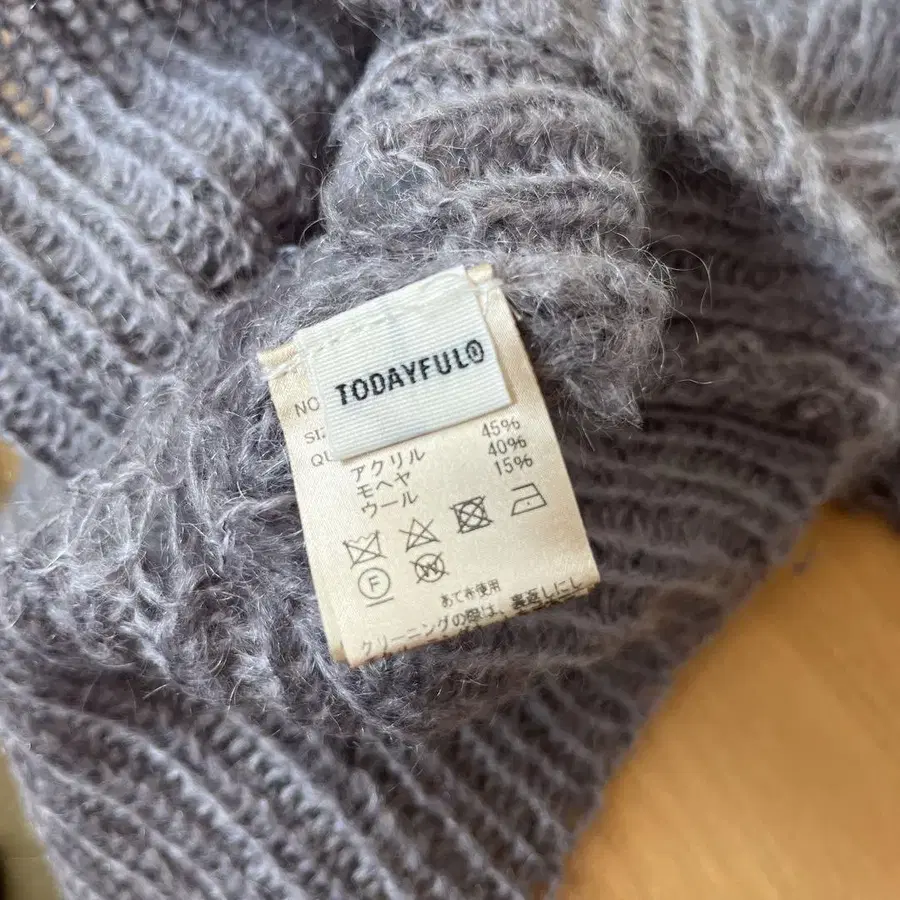 TODAYFUL®
NO
SI
QU
アクリル 45%
モヘヤ 40%
ウール 15%
F
W
あて布使用
クリーニングの際は、裏返しにし